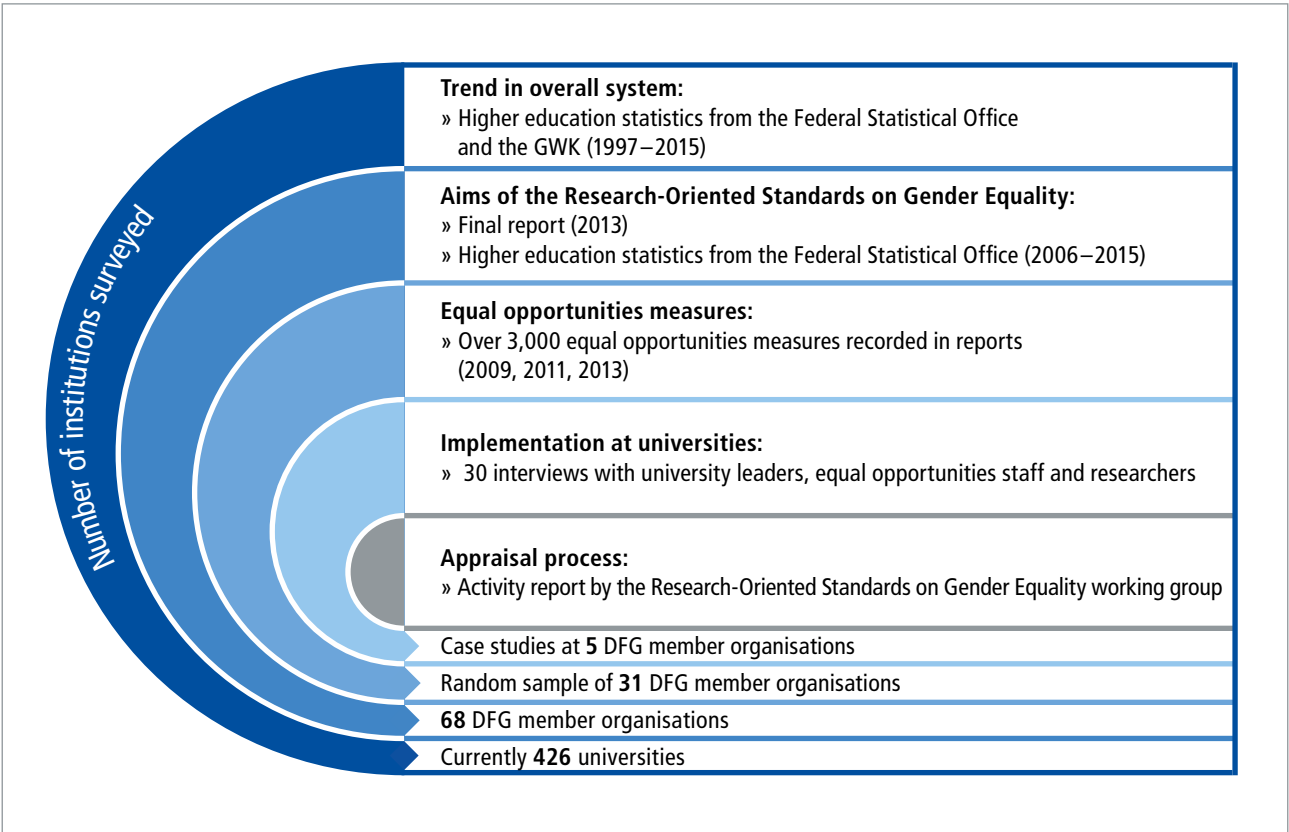 Number of institutions surveyed
Trend in overall system:
» Higher education statistics from the Federal Statistical Office
and the GWK (1997–2015)
Aims of the Research-Oriented Standards on Gender Equality:
» Final report (2013)
» Higher education statistics from the Federal Statistical Office (2006–2015)
Equal opportunities measures:
» Over 3,000 equal opportunities measures recorded in reports
(2009, 2011, 2013)
Implementation at universities:
» 30 interviews with university leaders, equal opportunities staff and researchers
Appraisal process:
» Activity report by the Research-Oriented Standards on Gender Equality working group
Case studies at 5 DFG member organisations
Random sample of 31 DFG member organisations
68 DFG member organisations
Currently 426 universities